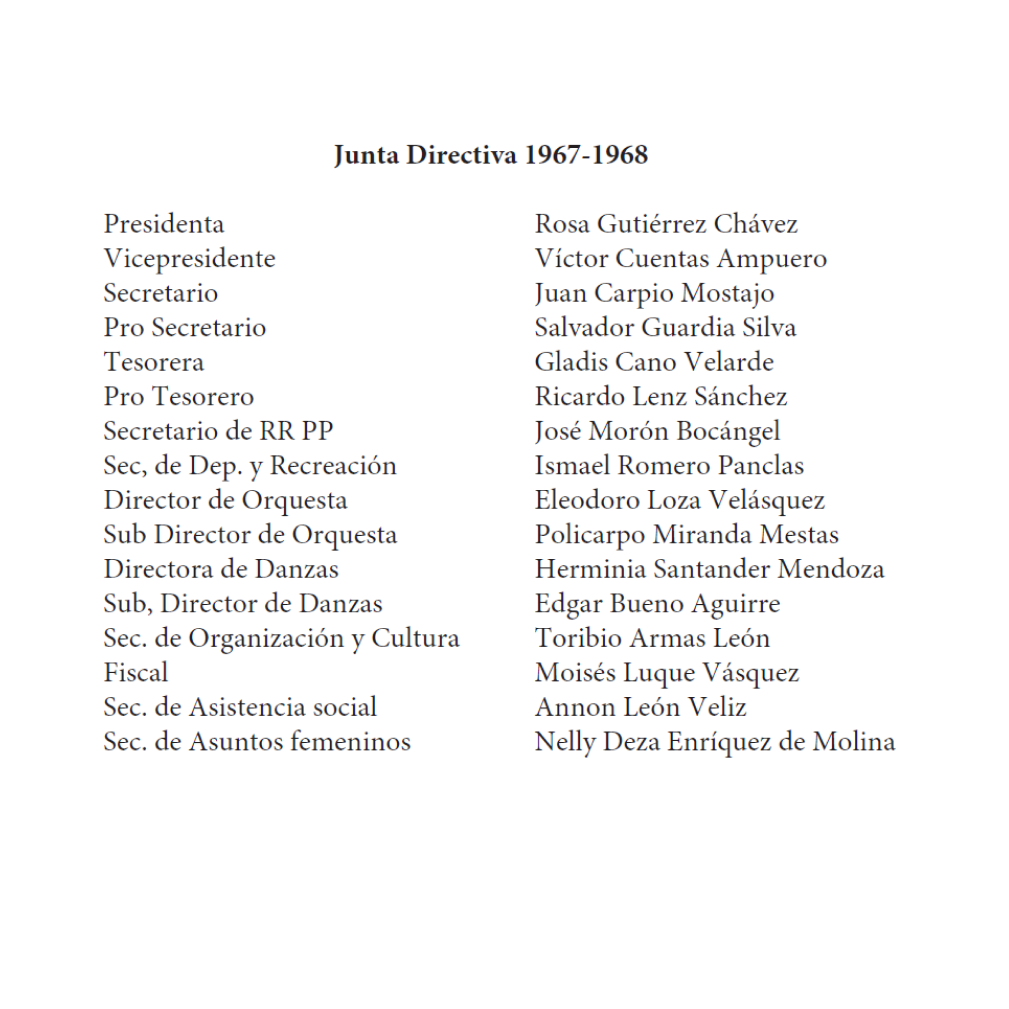 Junta Directiva 1967-1968
Presidenta Rosa Gutiérrez Chávez
Vicepresidente Víctor Cuentas Ampuero
Secretario Juan Carpio Mostajo
Pro Secretario Salvador Guardia Silva
Tesorera Gladis Cano Velarde
Pro Tesorero Ricardo Lenz Sánchez
Secretario de RR PP José Morón Bocángel
Sec, de Dep. y Recreación Ismael Romero Panclas
Director de Orquesta Eleodoro Loza Velásquez
Sub Director de Orquesta Policarpo Miranda Mestas
Directora de Danzas Herminia Santander Mendoza
Sub, Director de Danzas Edgar Bueno Aguirre
Sec. de Organización y Cultura Toribio Armas León
Fiscal Moisés Luque Vásquez
Sec. de Asistencia social Annon León Veliz
Sec. de Asuntos femeninos Nelly Deza Enríquez de Molina